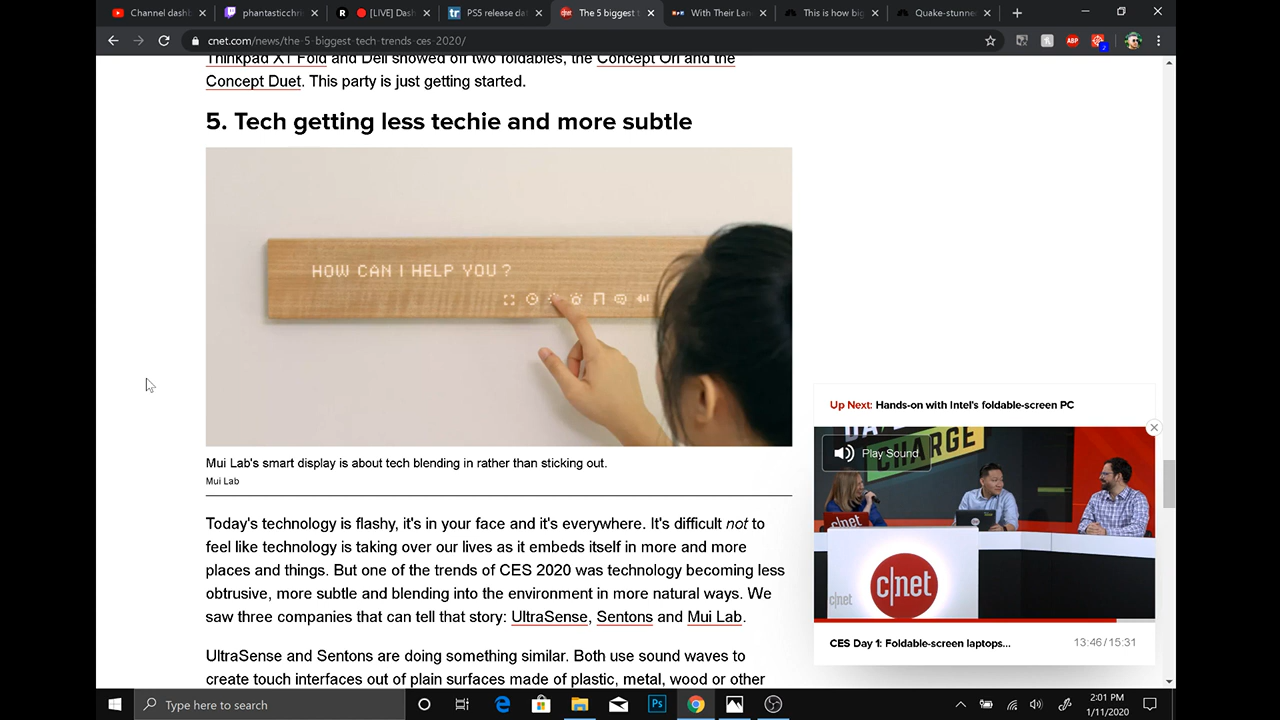 Channel dashb
phantasticchri
[LIVE] Dash
PS5 release da
The 5 biggest t
With Their Lan
This is how big
Quake-stunne
cnet.com/news/the-5-biggest-tech-trends-ces-2020/
Thinkpad X1 Fold and Dell showed off two foldables, the Concept Ori and the
Concept Duet. This party is just getting started.
5. Tech getting less techie and more subtle
HOW CAN I HELP YOU ?
Mui Lab's smart display is about tech blending in rather than sticking out.
Mui Lab
Today's technology is flashy, it's in your face and it's everywhere. It's difficult not to
feel like technology is taking over our lives as it embeds itself in more and more
places and things. But one of the trends of CES 2020 was technology becoming less
obtrusive, more subtle and blending into the environment in more natural ways. We
saw three companies that can tell that story: UltraSense, Sentons and Mui Lab.
UltraSense and Sentons are doing something similar. Both use sound waves to
create touch interfaces out of plain surfaces made of plastic, metal, wood or other
Up Next: Hands-on with Intel's foldable-screen PC
CHARGE
Play Sound
c|net
c|net
c|net
CES Day 1: Foldable-screen laptops...
13:46 / 15:31
Type here to search
2:01 PM
1/11/2020